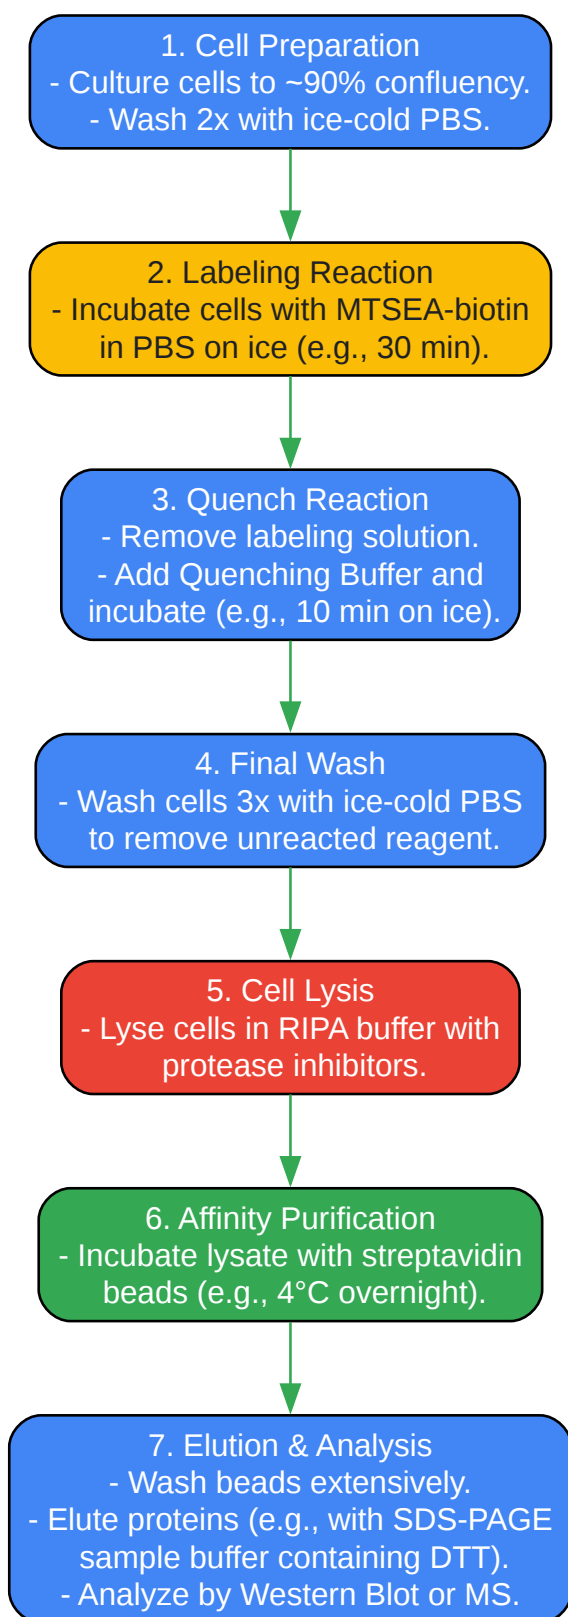 1. Cell Preparation
- Culture cells to ~90% confluency.
- Wash 2x with ice-cold PBS.
2. Labeling Reaction
- Incubate cells with MTSEA-biotin
in PBS on ice (e.g., 30 min).
3. Quench Reaction
- Remove labeling solution.
- Add Quenching Buffer and
incubate (e.g., 10 min on ice).
4. Final Wash
- Wash cells 3x with ice-cold PBS
to remove unreacted reagent.
5. Cell Lysis
- Lyse cells in RIPA buffer with
protease inhibitors.
6. Affinity Purification
- Incubate lysate with streptavidin
beads (e.g., 4°C overnight).
7. Elution & Analysis
- Wash beads extensively.
- Elute proteins (e.g., with SDS-PAGE
sample buffer containing DTT).
- Analyze by Western Blot or MS.